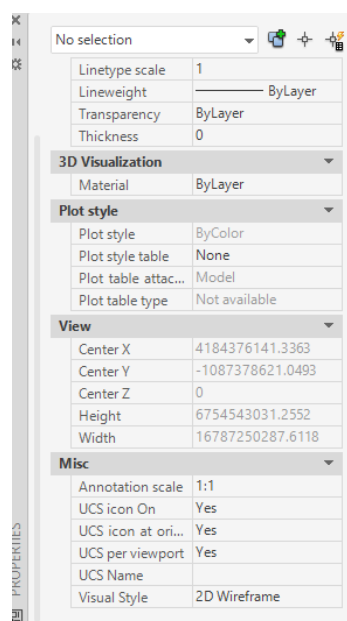 No selection
Linetype scale 1
Lineweight ByLayer
Transparency ByLayer
Thickness 0
3D Visualization
Material ByLayer
Plot style
Plot style ByColor
Plot style table None
Plot table attac... Model
Plot table type Not available
View
Center X 4184376141.3363
Center Y -1087378621.0493
Center Z 0
Height 6754543031.2552
Width 16787250287.6118
Misc
Annotation scale 1:1
UCS icon On Yes
UCS icon at ori... Yes
UCS per viewport Yes
UCS Name
Visual Style 2D Wireframe
PROPERTIES